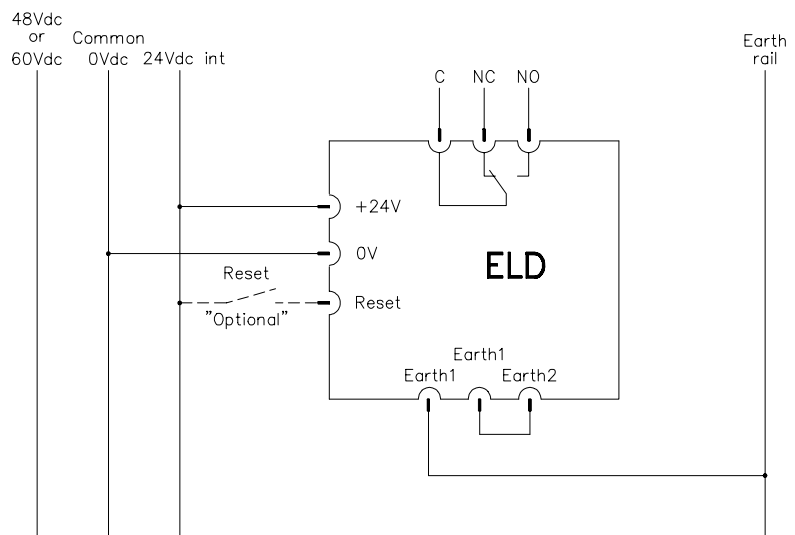 48Vdc
or
60Vdc
Common
0Vdc
24Vdc int
Earth
rail
C
NC
NO
+24V
0V
ELD
Reset
Reset
"Optional"
Earth1
Earth1
Earth2